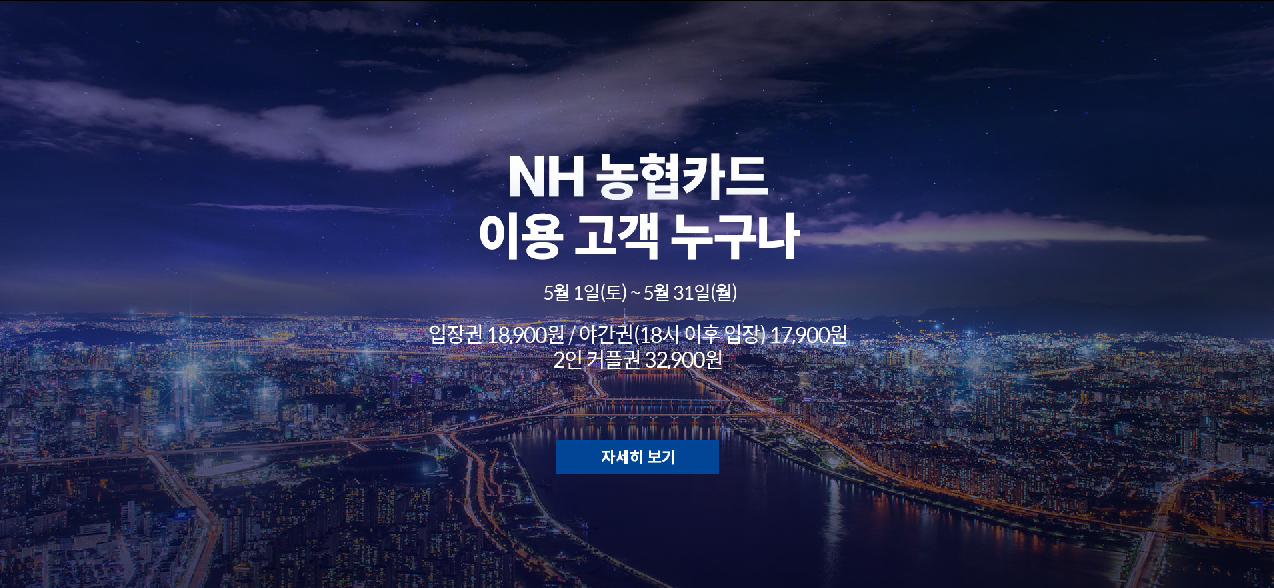 NH 농협카드
이용 고객 누구나
5월 1일(토) ~ 5월 31일(월)
입장권 18,900원 / 야간권(18시 이후 입장) 17,900원
2인 커플권 32,900원
자세히 보기